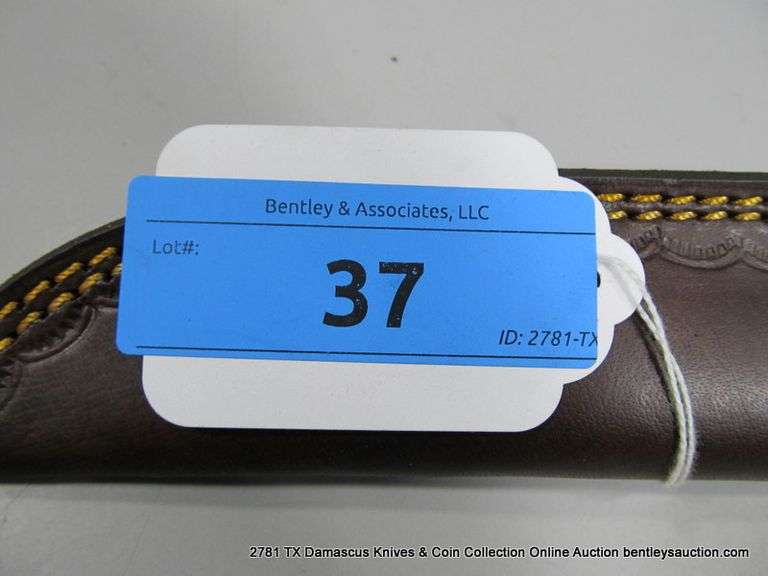 Bentley & Associates, LLC
Lot#:
37
ID: 2781-TX
2781 TX Damascus Knives & Coin Collection Online Auction bentleysauction.com